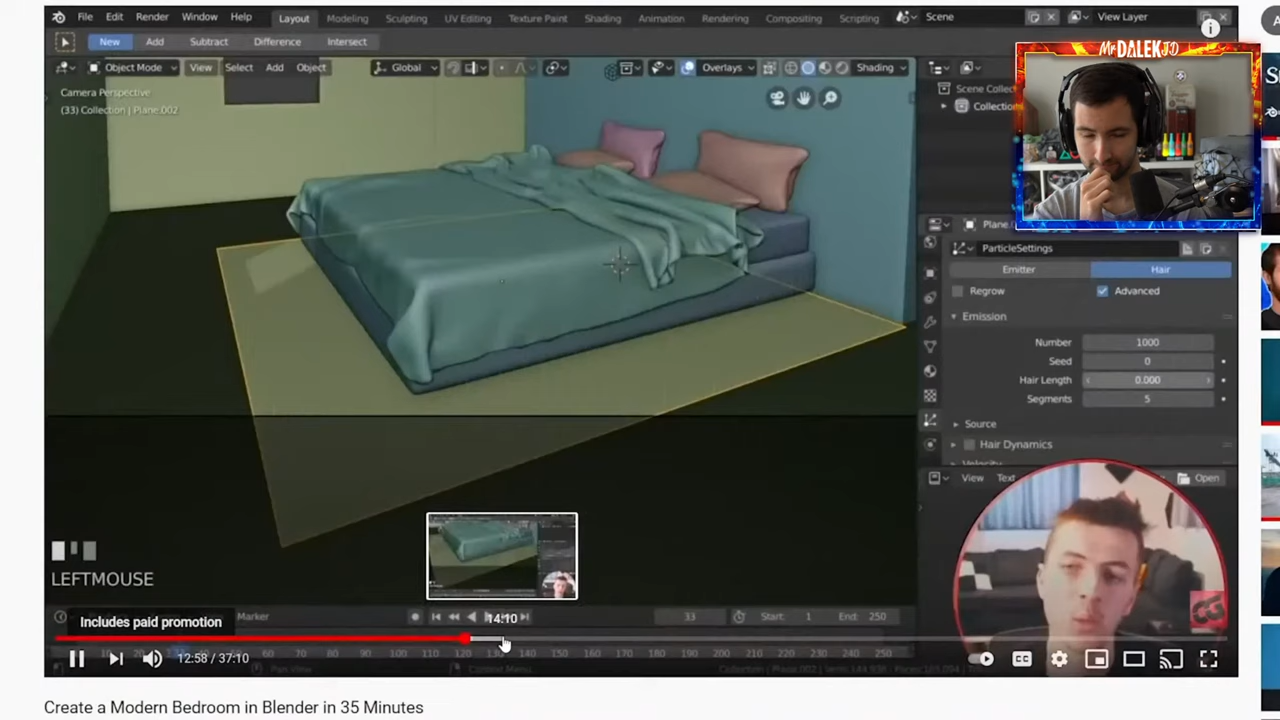 File Edit Render Window Help Layout Modeling Sculpting UV Editing Texture Paint Shading Animation Rendering Compositing Scripting Scene View Layer
New Add Subtract Difference Intersect
MrDALEKJD
Object Mode View Select Add Object Global Overlays Shading
Camera Perspective
(33) Collection | Plane.002
Scene Collec
Collection
Plane.
ParticleSettings
Emitter Hair
Regrow Advanced
Emission
Number 1000
Seed 0
Hair Length 0.000
Segments 5
Source
Hair Dynamics
View Text Open
LEFTMOUSE
Includes paid promotion
Marker 14:10 33 Start: 1 End: 250
12:58 / 37:10
CC
CG
Create a Modern Bedroom in Blender in 35 Minutes